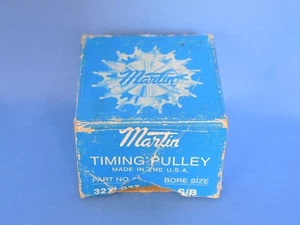 Martin
Martin
TIMING PULLEY
MADE IN THE U.S.A.
PART NO. BORE SIZE
S/B